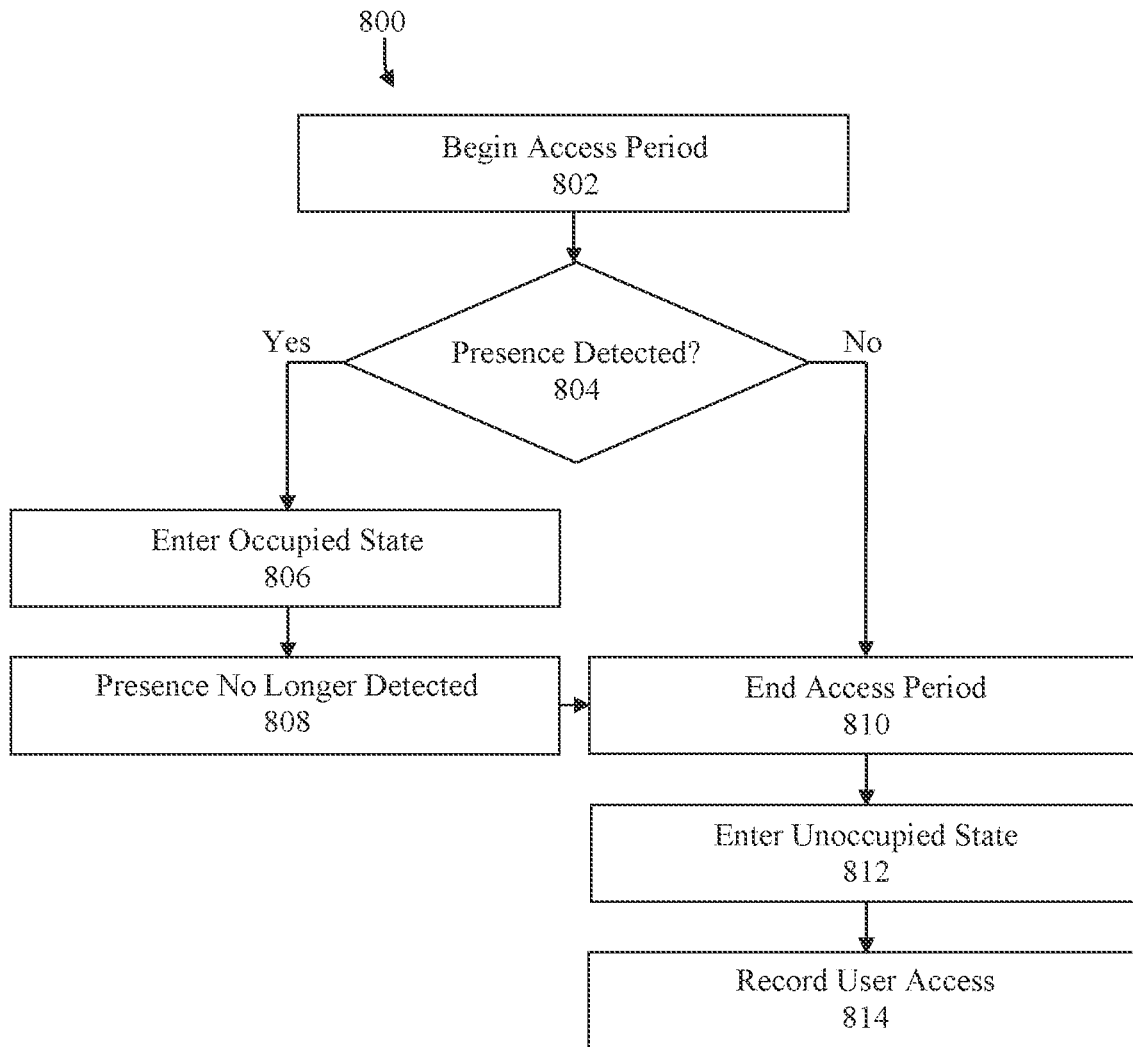 800
Begin Access Period
802
Yes
Presence Detected?
804
No
Enter Occupied State
806
Presence No Longer Detected
808
End Access Period
810
Enter Unoccupied State
812
Record User Access
814